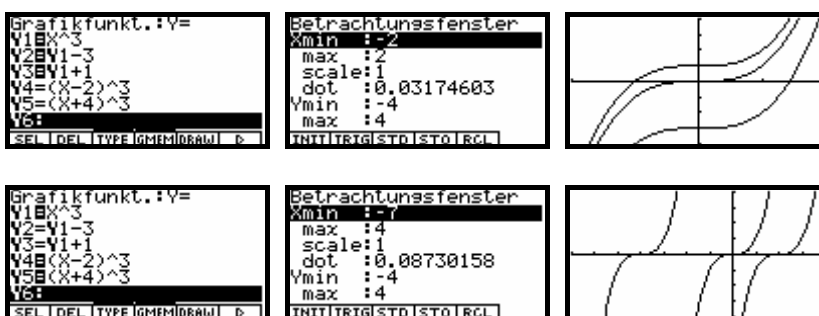 Grafikfunkt.:Y=
Y1=X^3
Y2=Y1-3
Y3=Y1+1
Y4=(X-2)^3
Y5=(X+4)^3
Y6:
SEL DEL TYPE GMEM DRAW ▷
Betrachtungsfenster
Xmin :-2
max :2
scale:1
dot :0.03174603
Ymin :-4
max :4
INIT TRIG STD STO RCL
Grafikfunkt.:Y=
Y1=X^3
Y2=Y1-3
Y3=Y1+1
Y4=(X-2)^3
Y5=(X+4)^3
Y6:
SEL DEL TYPE GMEM DRAW ▷
Betrachtungsfenster
Xmin :-7
max :4
scale:1
dot :0.08730158
Ymin :-4
max :4
INIT TRIG STD STO RCL